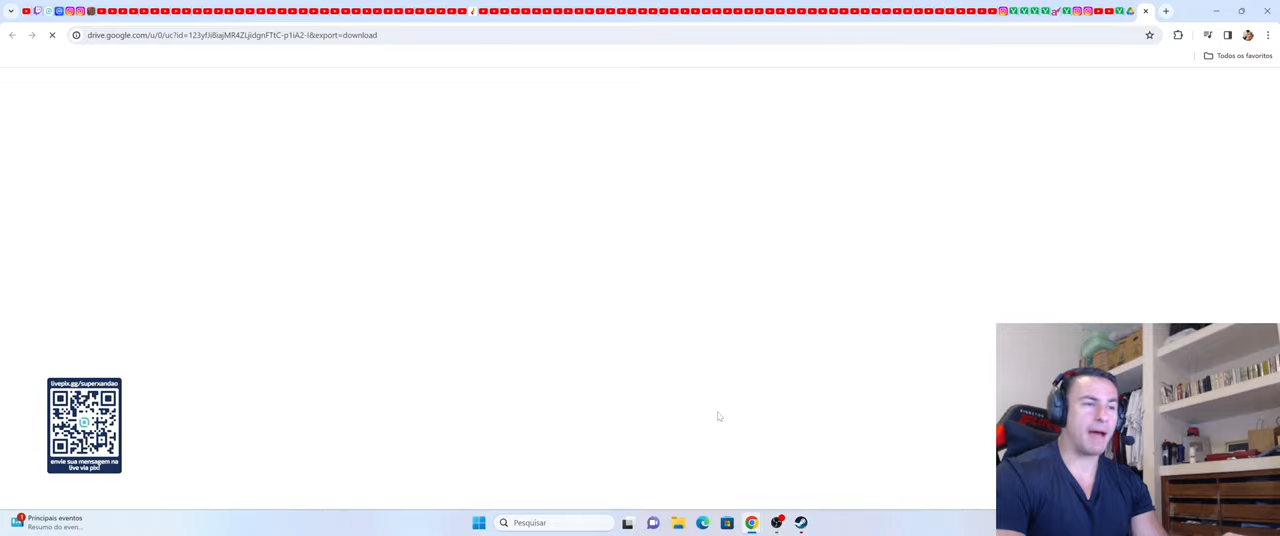 drive.google.com/u/0/uc?id=123yfJi8iajMR4ZLjidgnFTtC-p1iA2-I&export=download
Todos os favoritos
livepix.gg/superxandao
envie sua mensagem na
live via pix!
Principais eventos
Resumo do even...
1
Pesquisar